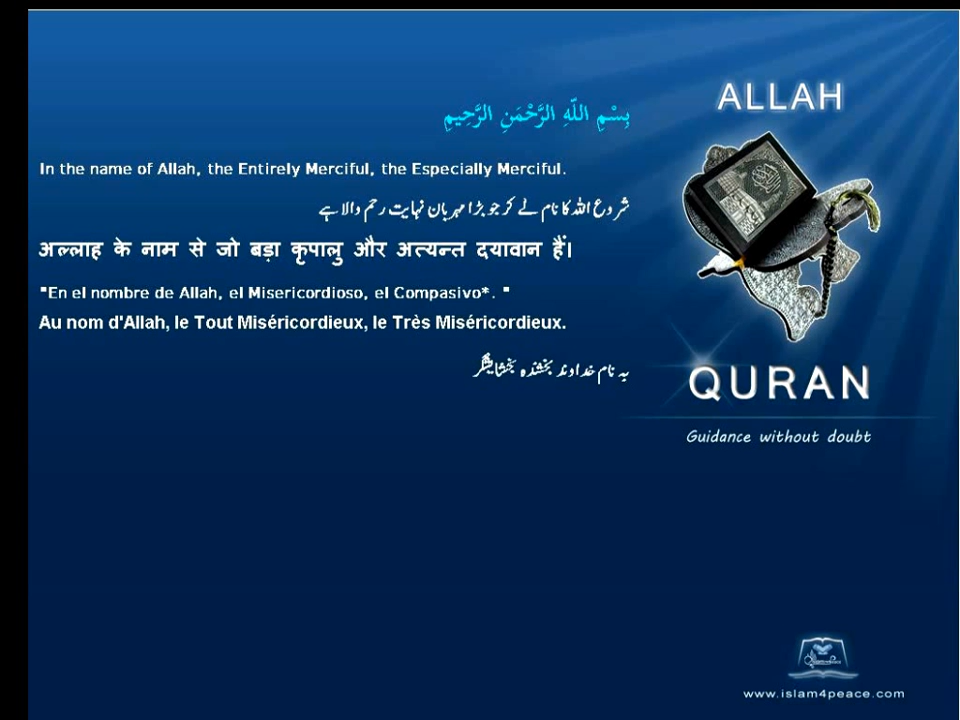 بِسْمِ اللّهِ الرَّحْمَنِ الرَّحِيمِ
In the name of Allah, the Entirely Merciful, the Especially Merciful.
شروع الله کا نام لے کر جو بڑا مہربان نہایت رحم والا ہے
अल्लाह के नाम से जो बड़ा कृपालु और अत्यन्त दयावान हैं।
"En el nombre de Allah, el Misericordioso, el Compasivo*. "
Au nom d'Allah, le Tout Miséricordieux, le Très Miséricordieux.
به نام خداوند بخشنده بخشایشگر
ALLAH
QURAN
Guidance without doubt
www.islam4peace.com